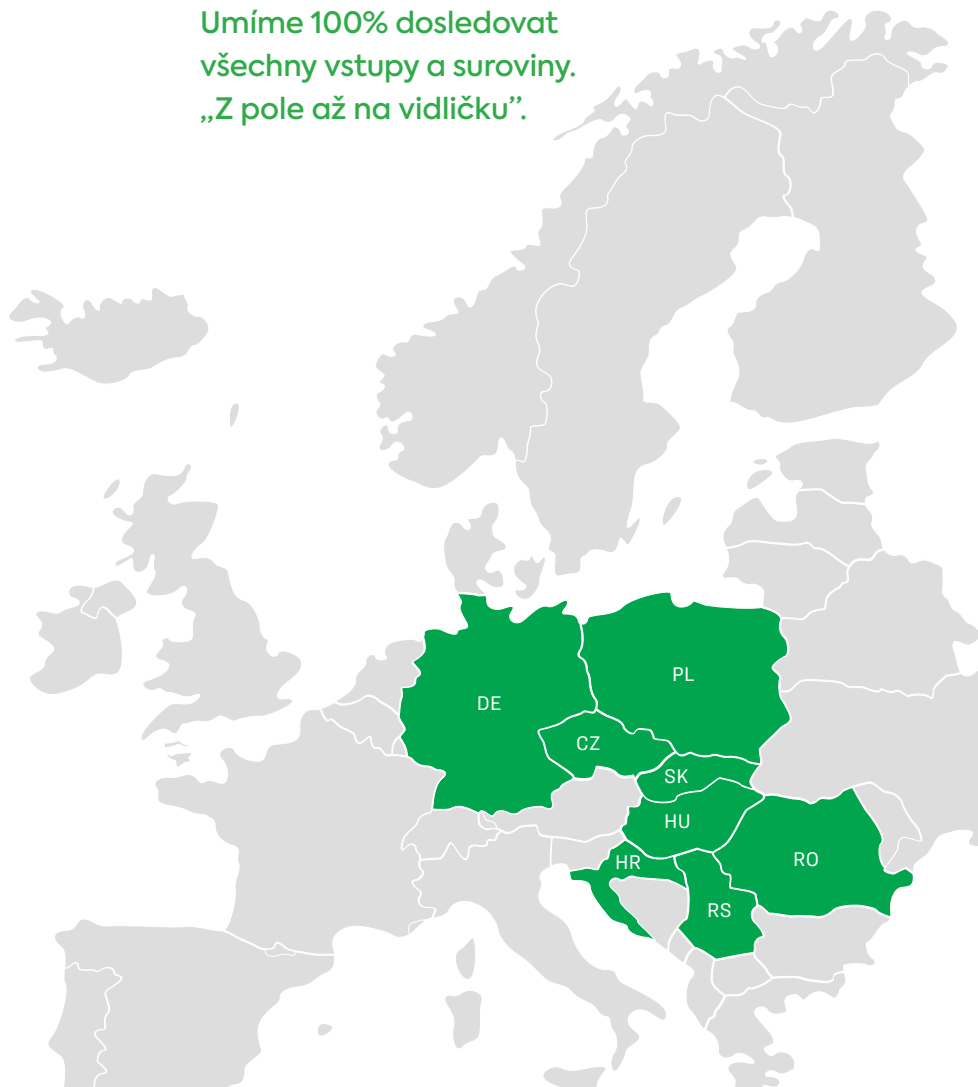 Umíme 100% dosledovat
všechny vstupy a suroviny.
„Z pole až na vidličku”.
PL
DE
CZ
SK
HU
RO
HR
RS